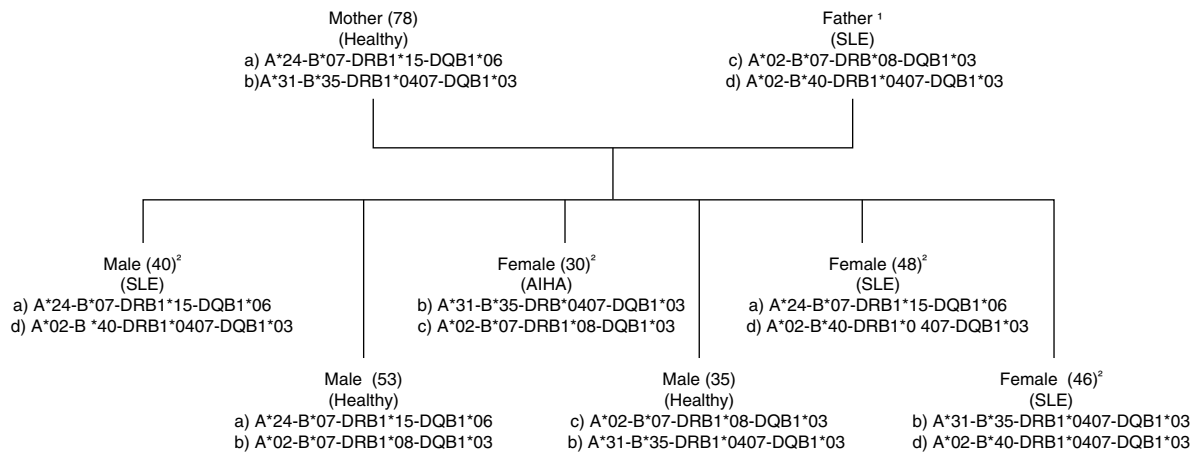 Mother (78)
(Healthy)
a) A*24-B*07-DRB1*15-DQB1*06
b)A*31-B*35-DRB1*0407-DQB1*03
Father ¹
(SLE)
c) A*02-B*07-DRB*08-DQB1*03
d) A*02-B*40-DRB1*0407-DQB1*03
Male (40)²
(SLE)
a) A*24-B*07-DRB1*15-DQB1*06
d) A*02-B *40-DRB1*0407-DQB1*03
Female (30)²
(AIHA)
b) A*31-B*35-DRB*0407-DQB1*03
c) A*02-B*07-DRB1*08-DQB1*03
Female (48)²
(SLE)
a) A*24-B*07-DRB1*15-DQB1*06
d) A*02-B*40-DRB1*0 407-DQB1*03
Male (53)
(Healthy)
a) A*24-B*07-DRB1*15-DQB1*06
b) A*02-B*07-DRB1*08-DQB1*03
Male (35)
(Healthy)
c) A*02-B*07-DRB1*08-DQB1*03
b) A*31-B*35-DRB1*0407-DQB1*03
Female (46)²
(SLE)
b) A*31-B*35-DRB1*0407-DQB1*03
d) A*02-B*40-DRB1*0407-DQB1*03